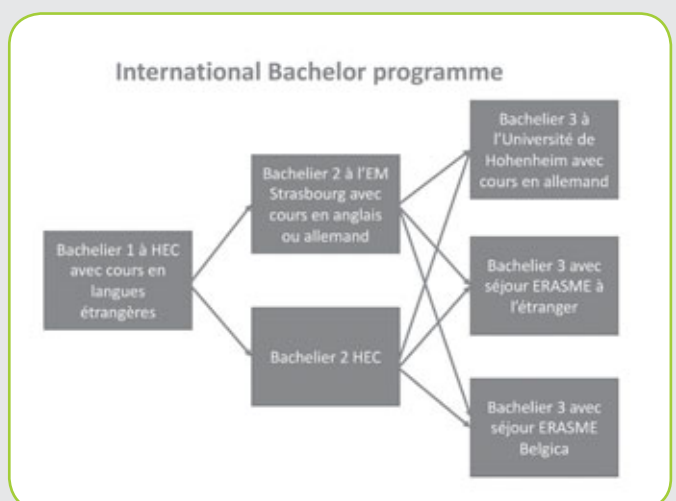 International Bachelor programme
Bachelier 1 à HEC
avec cours en
langues
étrangères
Bachelier 2 à l'EM
Strasbourg avec
cours en anglais
ou allemand
Bachelier 2 HEC
Bachelier 3 à
l'Université de
Hohenheim avec
cours en allemand
Bachelier 3 avec
séjour ERASME à
l'étranger
Bachelier 3 avec
séjour ERASME
Belgica